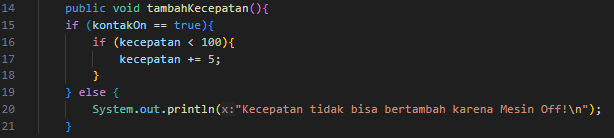 14 public void tambahKecepatan(){
15 if (kontakOn == true){
16 if (kecepatan < 100){
17 kecepatan += 5;
18 }
19 } else {
20 System.out.println(x:"Kecepatan tidak bisa bertambah karena Mesin Off!\n");
21 }